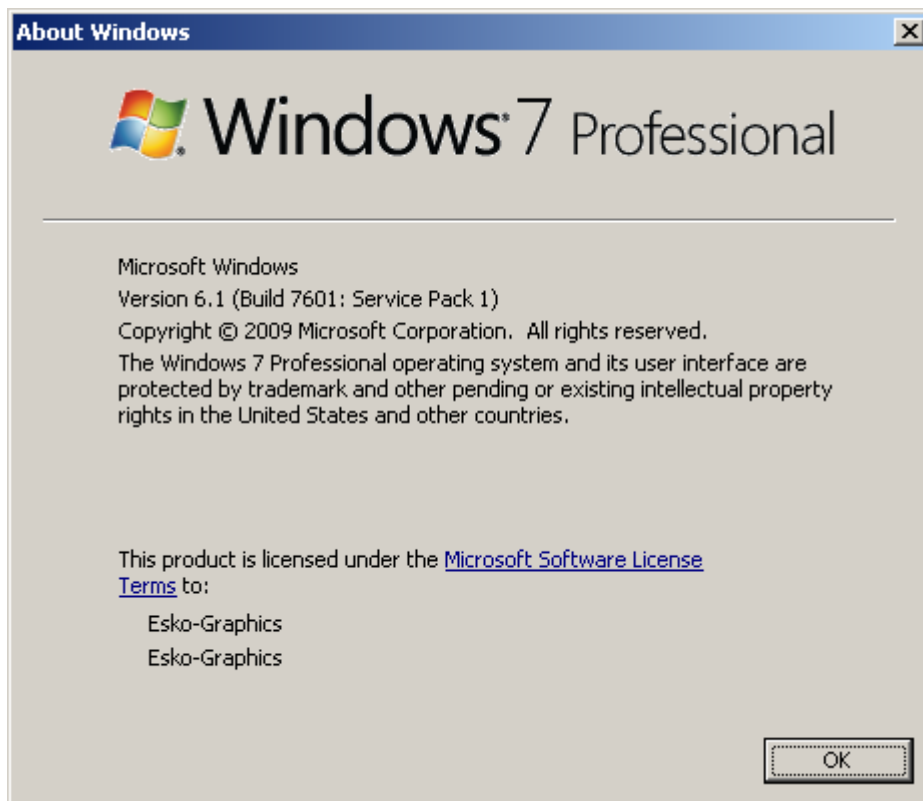 About Windows
Windows 7 Professional
Microsoft Windows
Version 6.1 (Build 7601: Service Pack 1)
Copyright © 2009 Microsoft Corporation.  All rights reserved.
The Windows 7 Professional operating system and its user interface are
protected by trademark and other pending or existing intellectual property
rights in the United States and other countries.
This product is licensed under the Microsoft Software License
Terms to:
Esko-Graphics
Esko-Graphics
OK